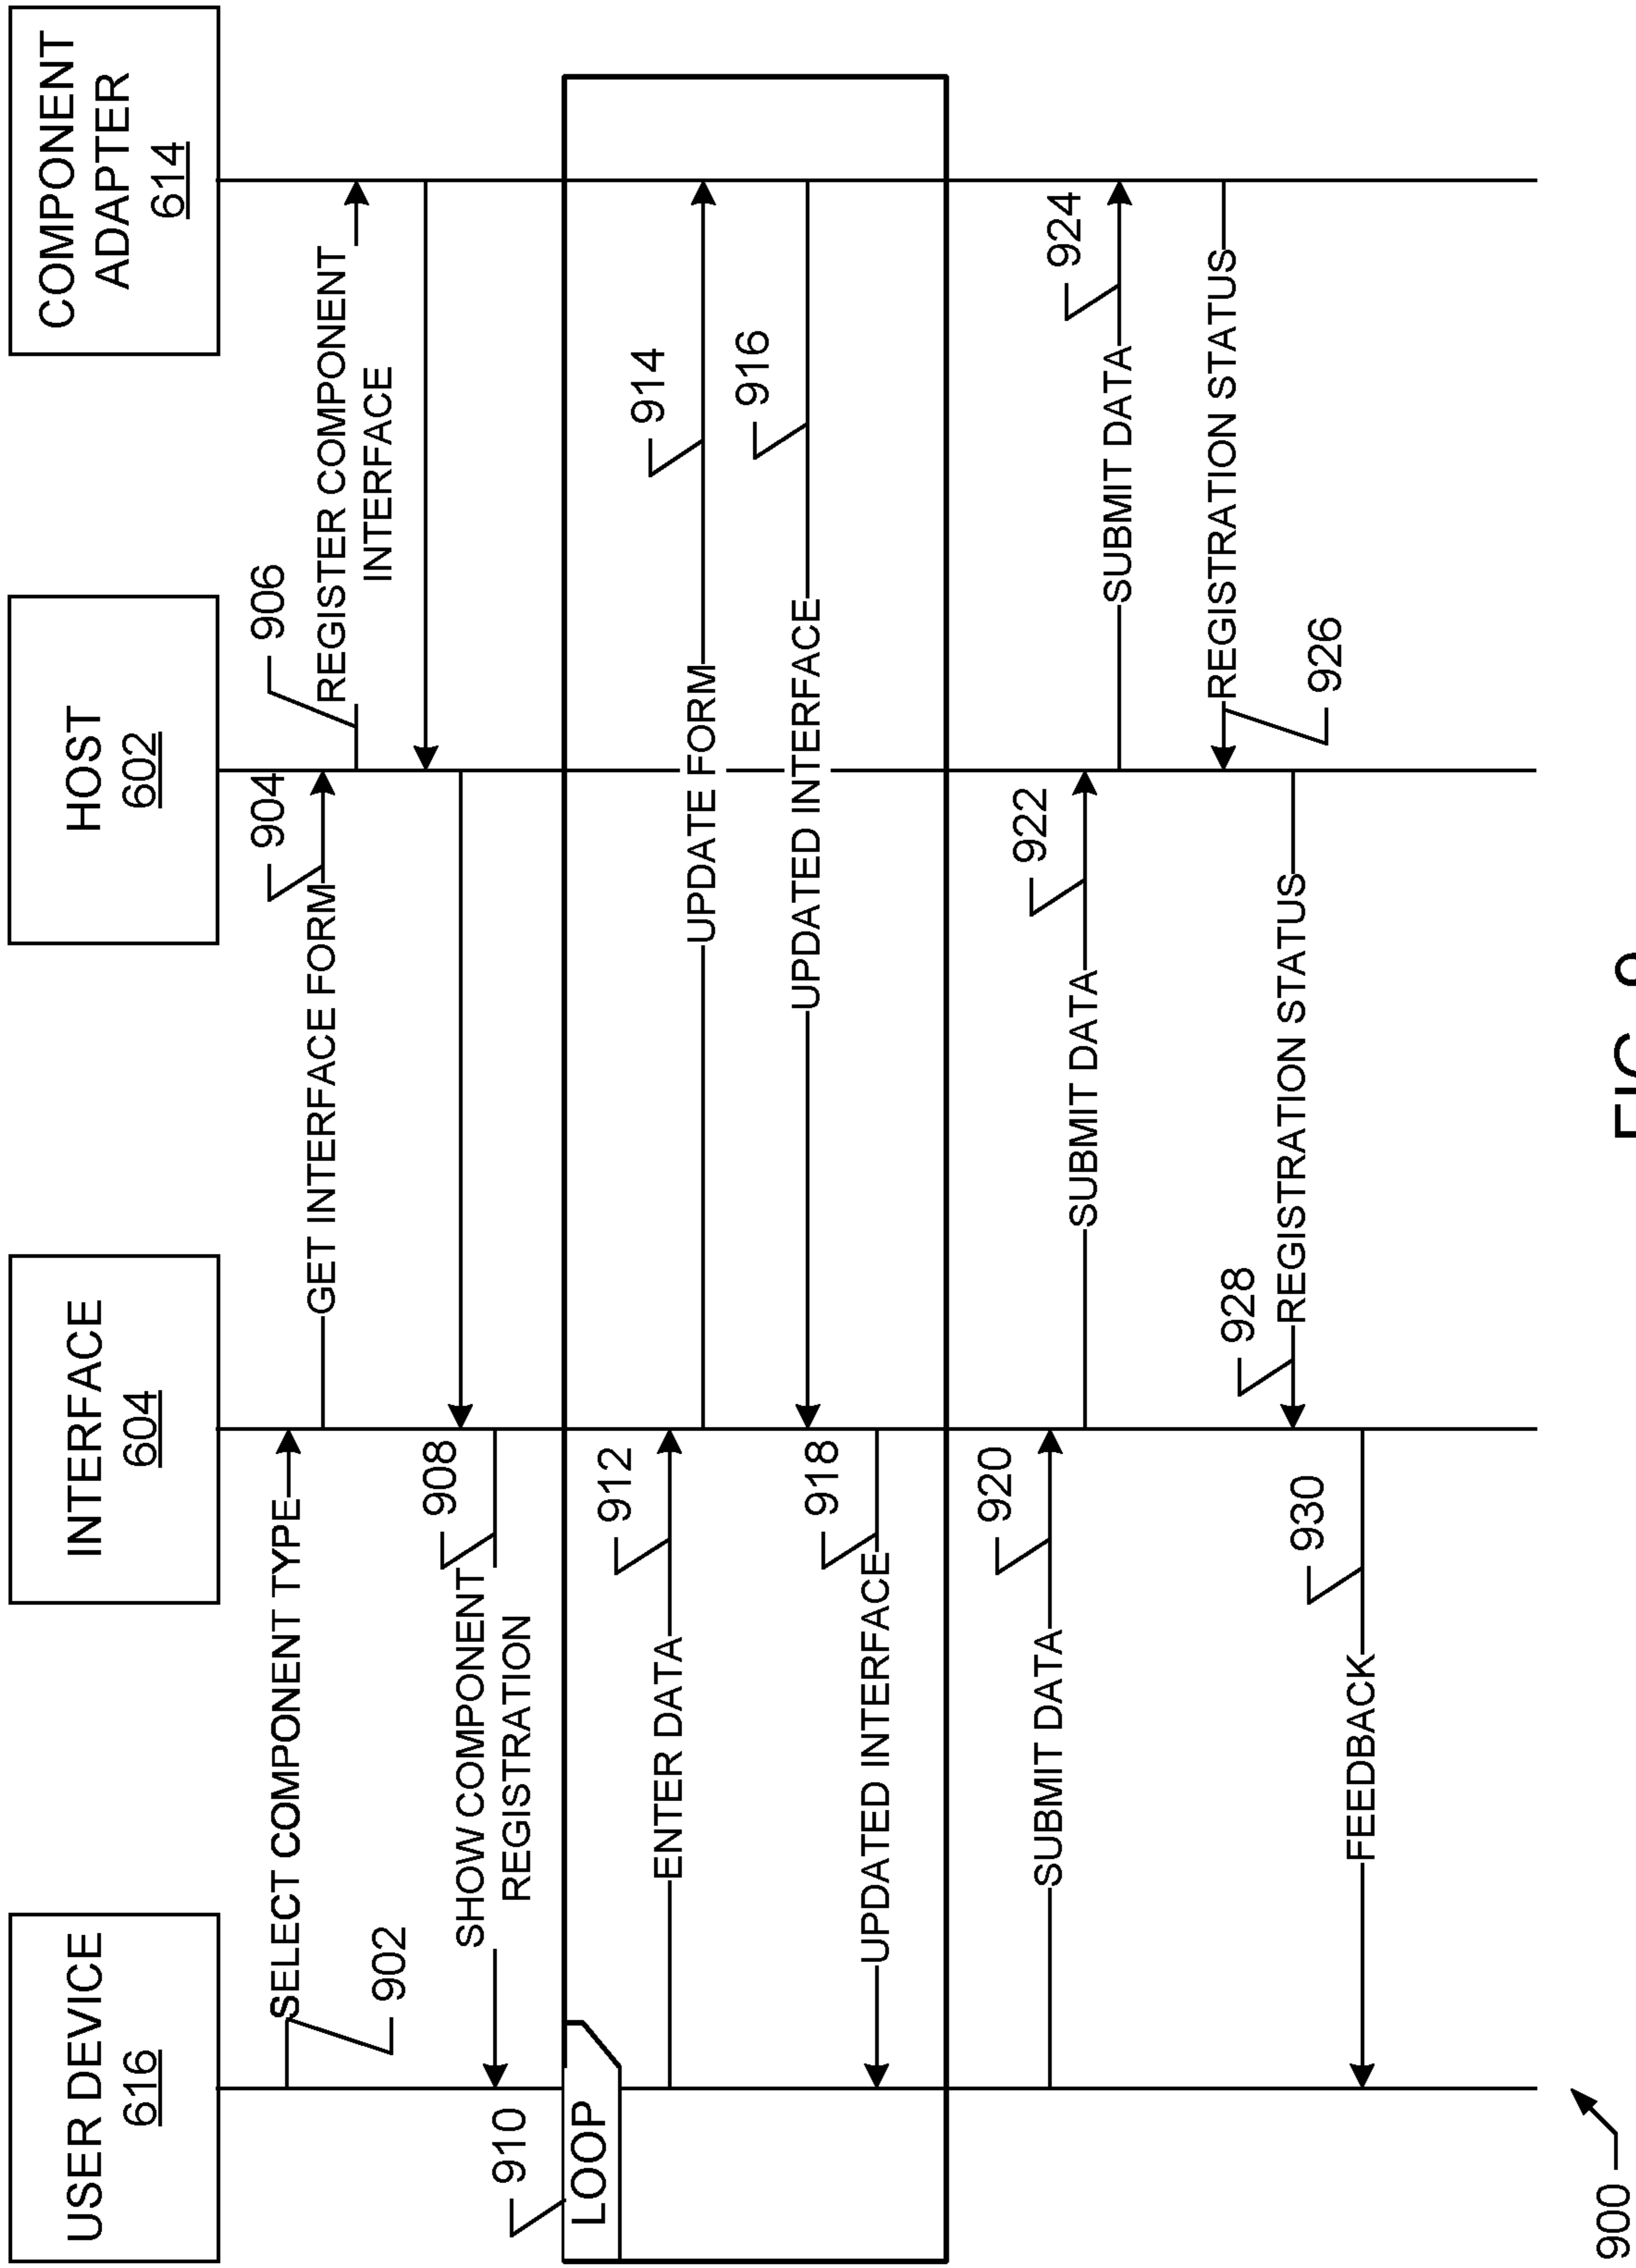 USER DEVICE
616
INTERFACE
604
HOST
602
COMPONENT
ADAPTER
614
SELECT COMPONENT TYPE
902
GET INTERFACE FORM
904
906
REGISTER COMPONENT
INTERFACE
908
SHOW COMPONENT
REGISTRATION
910
LOOP
912
ENTER DATA
914
UPDATE FORM
916
UPDATED INTERFACE
918
UPDATED INTERFACE
920
SUBMIT DATA
922
SUBMIT DATA
924
SUBMIT DATA
REGISTRATION STATUS
926
928
REGISTRATION STATUS
930
FEEDBACK
900
FIG